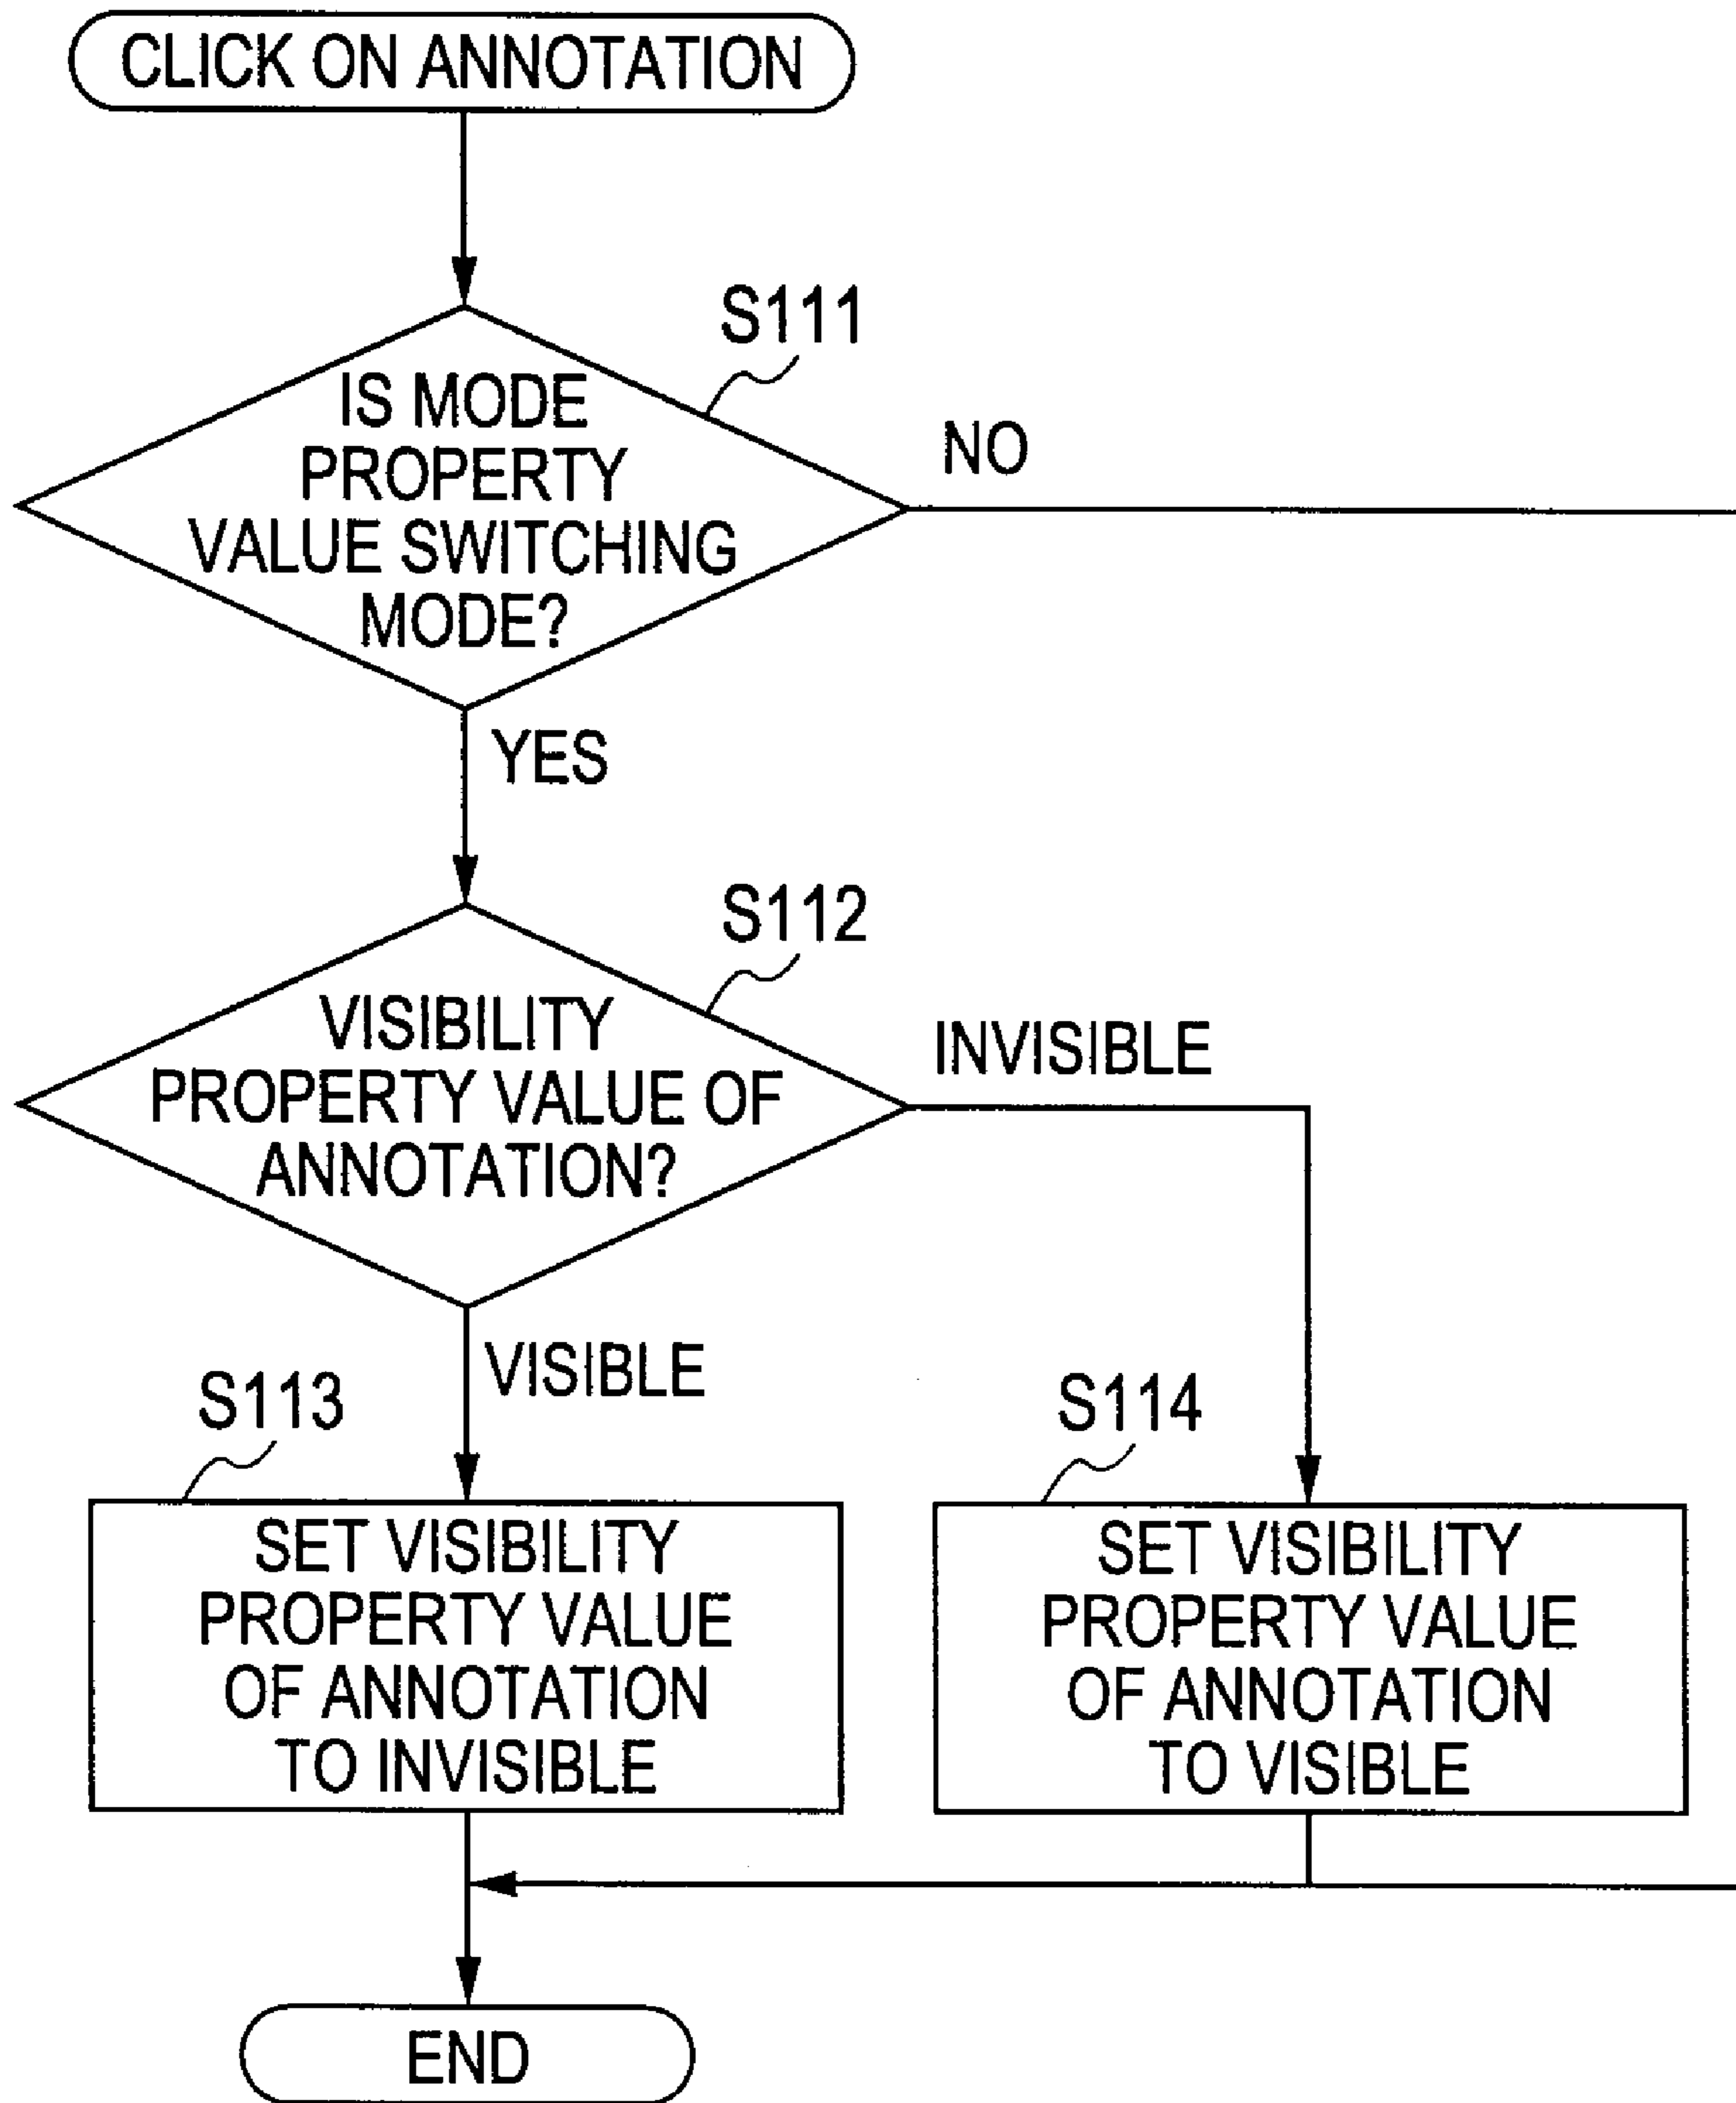 CLICK ON ANNOTATION
S111
IS MODE
PROPERTY
VALUE SWITCHING
MODE?
NO
YES
S112
VISIBILITY
PROPERTY VALUE OF
ANNOTATION?
INVISIBLE
VISIBLE
S113
SET VISIBILITY
PROPERTY VALUE
OF ANNOTATION
TO INVISIBLE
S114
SET VISIBILITY
PROPERTY VALUE
OF ANNOTATION
TO VISIBLE
END